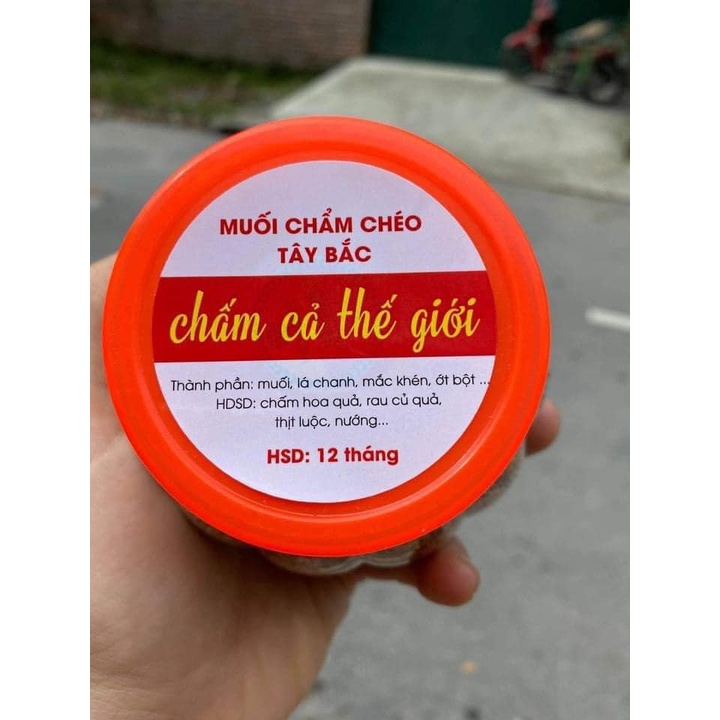 MUỐI CHẨM CHÉO
TÂY BẮC
chấm cả thế giới
Thành phần: muối, lá chanh, mắc khén, ớt bột ...
HDSD: chấm hoa quả, rau củ quả,
thịt luộc, nướng...
HSD: 12 tháng